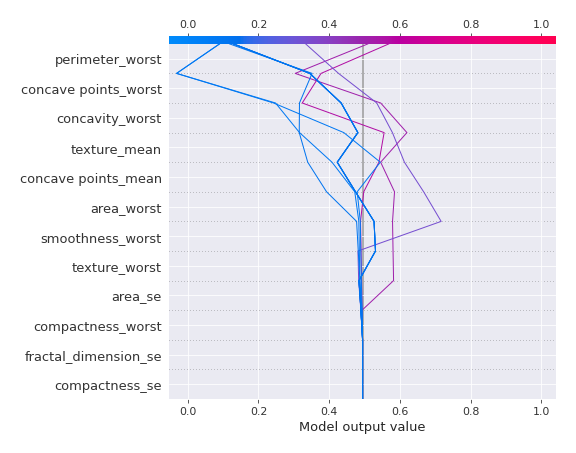 0.0 0.2 0.4 0.6 0.8 1.0
perimeter_worst
concave points_worst
concavity_worst
texture_mean
concave points_mean
area_worst
smoothness_worst
texture_worst
area_se
compactness_worst
fractal_dimension_se
compactness_se
0.0 0.2 0.4 0.6 0.8 1.0
Model output value